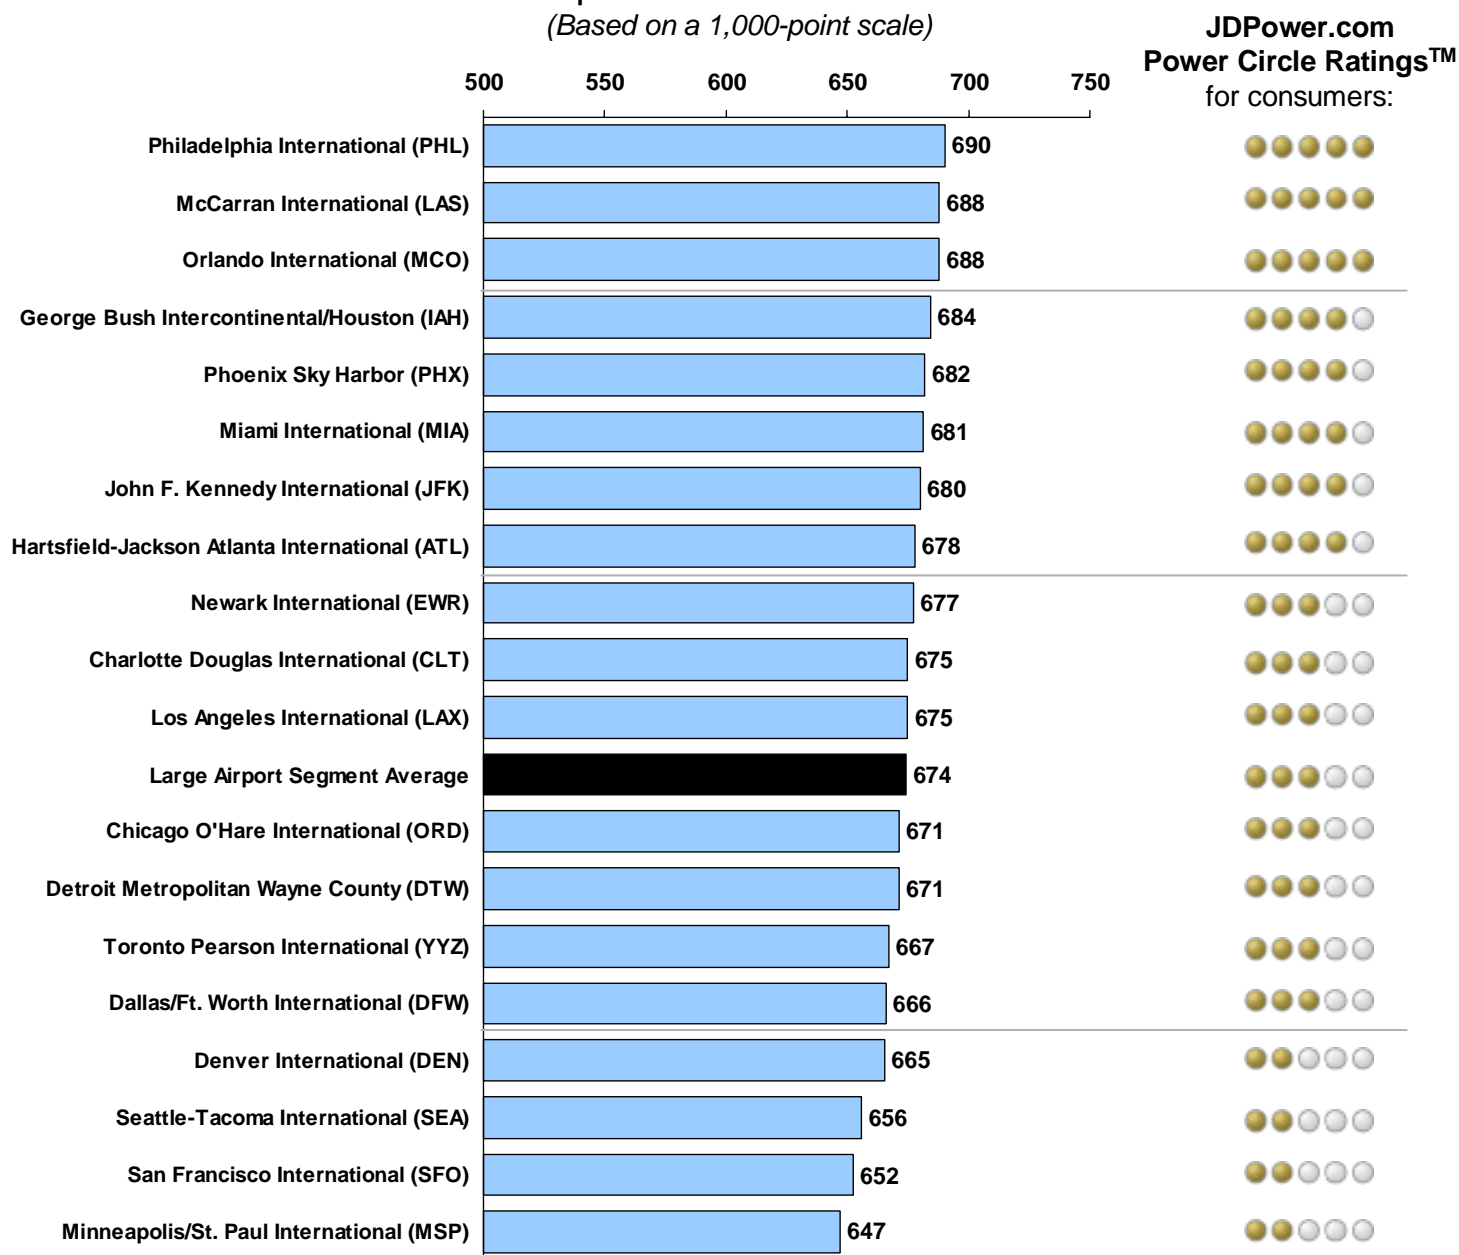 (Based on a 1,000-point scale)
JDPower.com
Power Circle Ratings™
for consumers:
500 550 600 650 700 750
Philadelphia International (PHL) 690
McCarran International (LAS) 688
Orlando International (MCO) 688
George Bush Intercontinental/Houston (IAH) 684
Phoenix Sky Harbor (PHX) 682
Miami International (MIA) 681
John F. Kennedy International (JFK) 680
Hartsfield-Jackson Atlanta International (ATL) 678
Newark International (EWR) 677
Charlotte Douglas International (CLT) 675
Los Angeles International (LAX) 675
Large Airport Segment Average 674
Chicago O'Hare International (ORD) 671
Detroit Metropolitan Wayne County (DTW) 671
Toronto Pearson International (YYZ) 667
Dallas/Ft. Worth International (DFW) 666
Denver International (DEN) 665
Seattle-Tacoma International (SEA) 656
San Francisco International (SFO) 652
Minneapolis/St. Paul International (MSP) 647